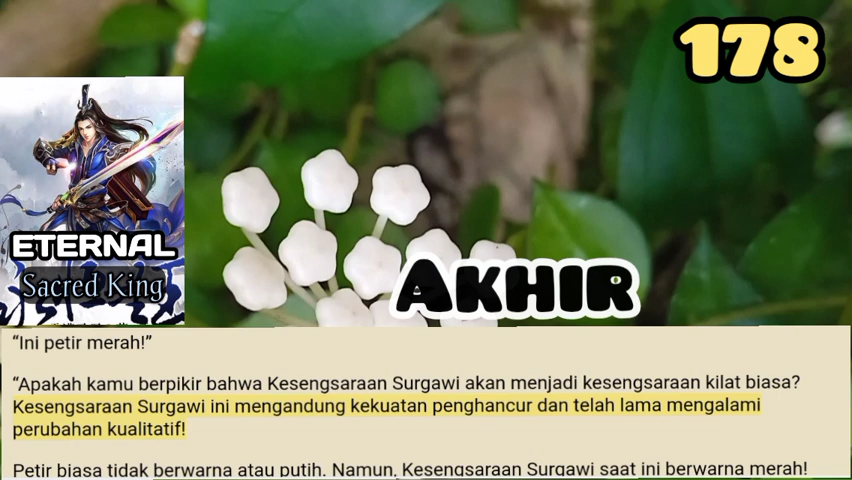 178
ETERNAL
Sacred King
AKHIR
“Ini petir merah!”
“Apakah kamu berpikir bahwa Kesengsaraan Surgawi akan menjadi kesengsaraan kilat biasa?
Kesengsaraan Surgawi ini mengandung kekuatan penghancur dan telah lama mengalami
perubahan kualitatif!
Petir biasa tidak berwarna atau putih. Namun, Kesengsaraan Surgawi saat ini berwarna merah!